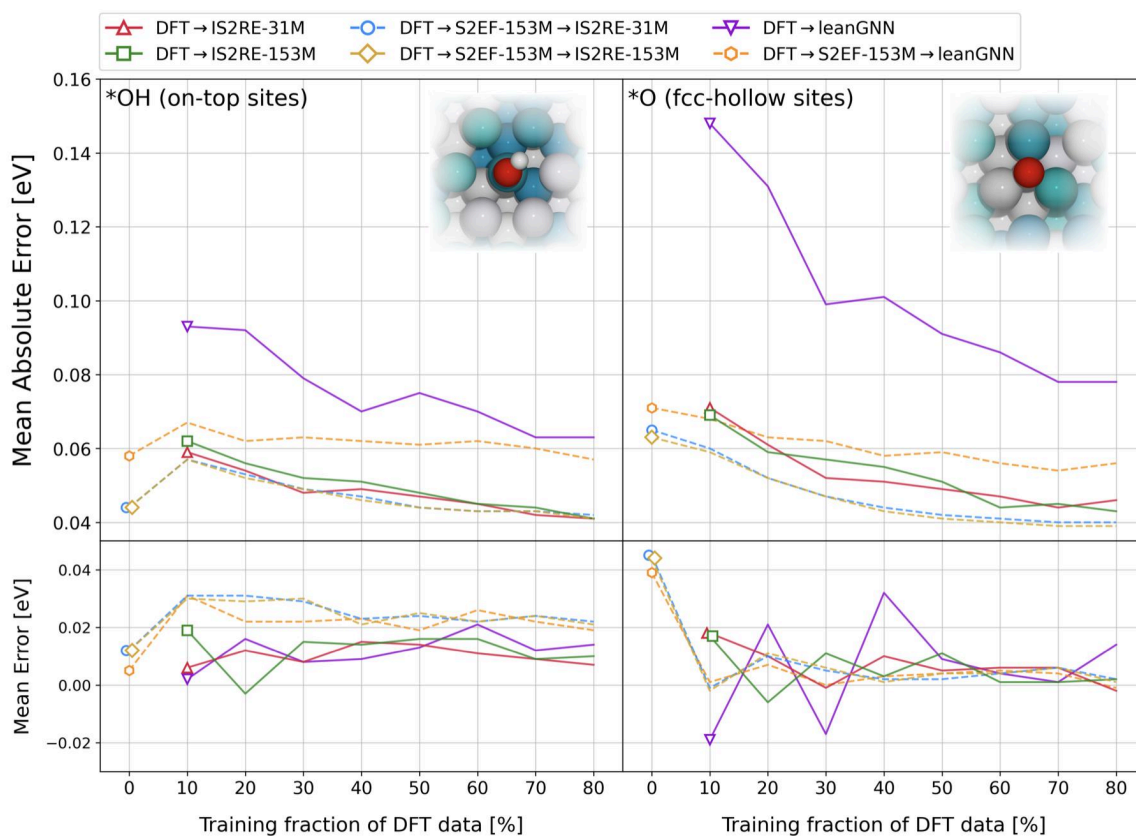 DFT→IS2RE-31M DFT→S2EF-153M→IS2RE-31M DFT→leanGNN
DFT→IS2RE-153M DFT→S2EF-153M→IS2RE-153M DFT→S2EF-153M→leanGNN
*OH (on-top sites) *O (fcc-hollow sites)
Mean Absolute Error [eV]
0.16
0.14
0.12
0.10
0.08
0.06
0.04
Mean Error [eV]
0.04
0.02
0.00
−0.02
0 10 20 30 40 50 60 70 80 0 10 20 30 40 50 60 70 80
Training fraction of DFT data [%] Training fraction of DFT data [%]